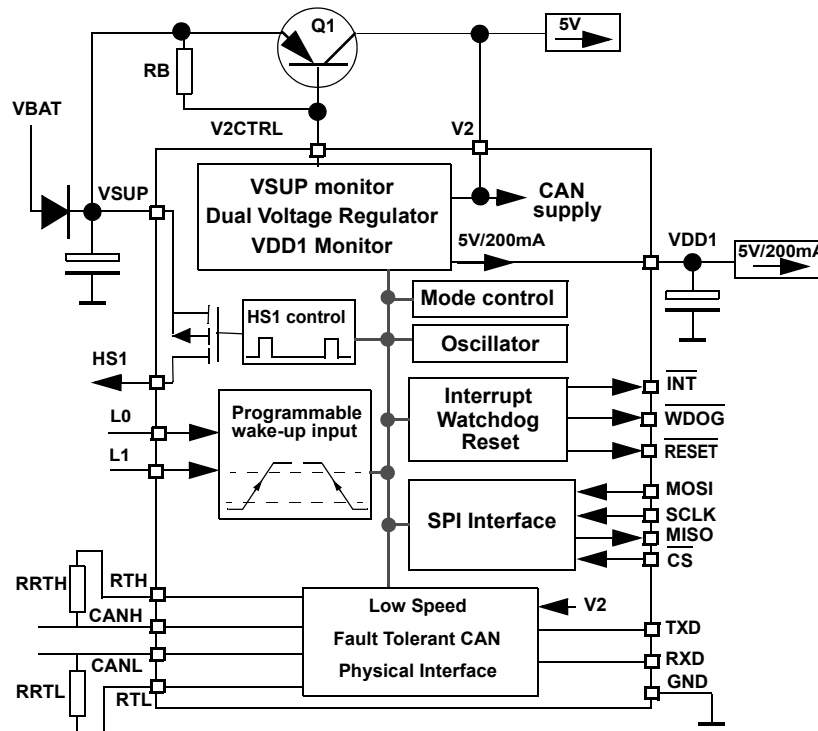 Q1
5V
RB
VBAT
V2CTRL
V2
VSUP
VSUP monitor
Dual Voltage Regulator
VDD1 Monitor
CAN
supply
5V/200mA
VDD1
5V/200mA
Mode control
HS1 control
Oscillator
HS1
INT
Interrupt
Watchdog
Reset
WDOG
RESET
L0
Programmable
wake-up input
L1
MOSI
SPI Interface
SCLK
MISO
CS
RRTH
RTH
CANH
Low Speed
V2
Fault Tolerant CAN
TXD
CANL
Physical Interface
RXD
RRTL
RTL
GND